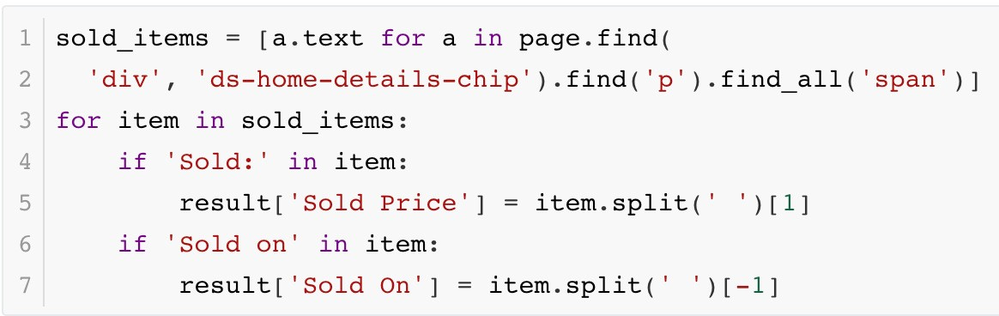 1 sold_items = [a.text for a in page.find(
2   'div', 'ds-home-details-chip').find('p').find_all('span')]
3 for item in sold_items:
4     if 'Sold:' in item:
5         result['Sold Price'] = item.split(' ')[1]
6     if 'Sold on' in item:
7         result['Sold On'] = item.split(' ')[-1]